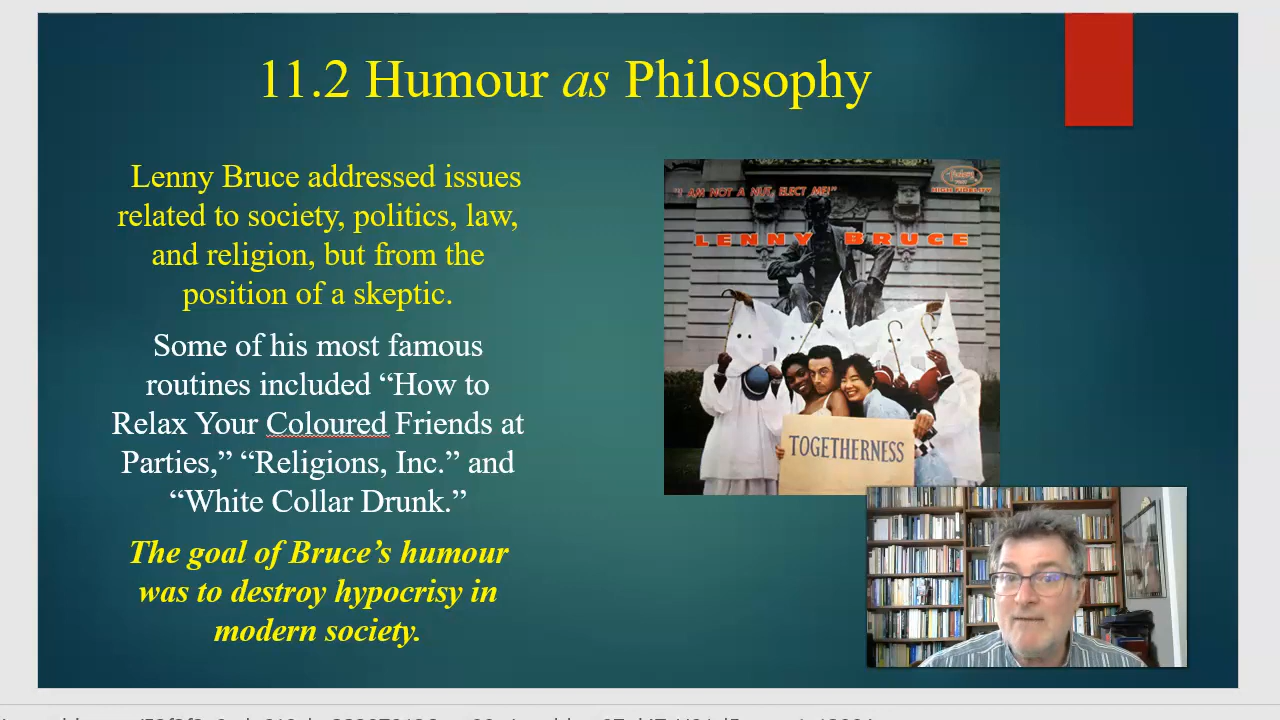 11.2 Humour as Philosophy
Lenny Bruce addressed issues
related to society, politics, law,
and religion, but from the
position of a skeptic.
Some of his most famous
routines included “How to
Relax Your Coloured Friends at
Parties,” “Religions, Inc.” and
“White Collar Drunk.”
The goal of Bruce’s humour
was to destroy hypocrisy in
modern society.
"I AM NOT A NUT, ELECT ME!"
Fantasy
HIGH FIDELITY
LENNY BRUCE
TOGETHERNESS